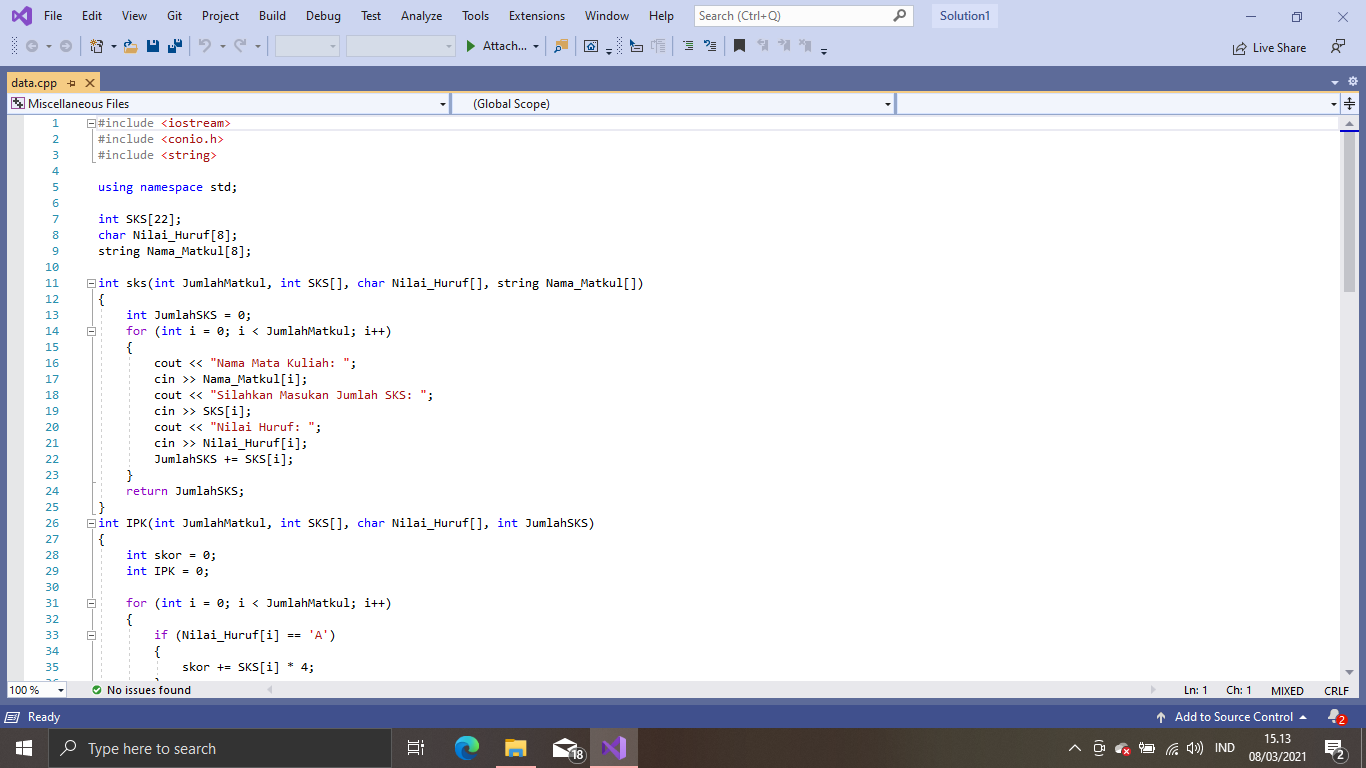 File Edit View Git Project Build Debug Test Analyze Tools Extensions Window Help Search (Ctrl+Q) Solution1
Attach... Live Share
data.cpp
Miscellaneous Files (Global Scope)
1 #include <iostream>
2 #include <conio.h>
3 #include <string>
4
5 using namespace std;
6
7 int SKS[22];
8 char Nilai_Huruf[8];
9 string Nama_Matkul[8];
10
11 int sks(int JumlahMatkul, int SKS[], char Nilai_Huruf[], string Nama_Matkul[])
12 {
13 int JumlahSKS = 0;
14 for (int i = 0; i < JumlahMatkul; i++)
15 {
16 cout << "Nama Mata Kuliah: ";
17 cin >> Nama_Matkul[i];
18 cout << "Silahkan Masukan Jumlah SKS: ";
19 cin >> SKS[i];
20 cout << "Nilai Huruf: ";
21 cin >> Nilai_Huruf[i];
22 JumlahSKS += SKS[i];
23 }
24 return JumlahSKS;
25 }
26 int IPK(int JumlahMatkul, int SKS[], char Nilai_Huruf[], int JumlahSKS)
27 {
28 int skor = 0;
29 int IPK = 0;
30
31 for (int i = 0; i < JumlahMatkul; i++)
32 {
33 if (Nilai_Huruf[i] == 'A')
34 {
35 skor += SKS[i] * 4;
100 % No issues found Ln: 1 Ch: 1 MIXED CRLF
Ready Add to Source Control 2
Type here to search 18 IND 15.13 2
08/03/2021